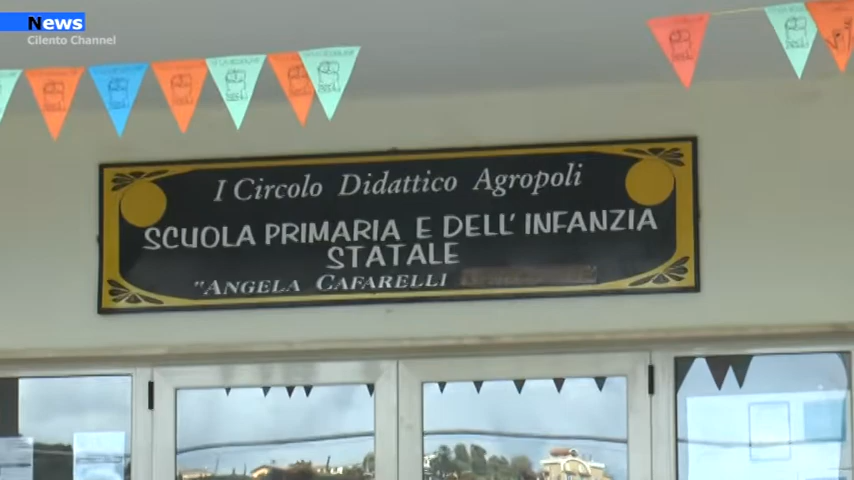 News
Cilento Channel
I Circolo Didattico Agropoli
SCUOLA PRIMARIA E DELL' INFANZIA
STATALE
"ANGELA CAFARELLI